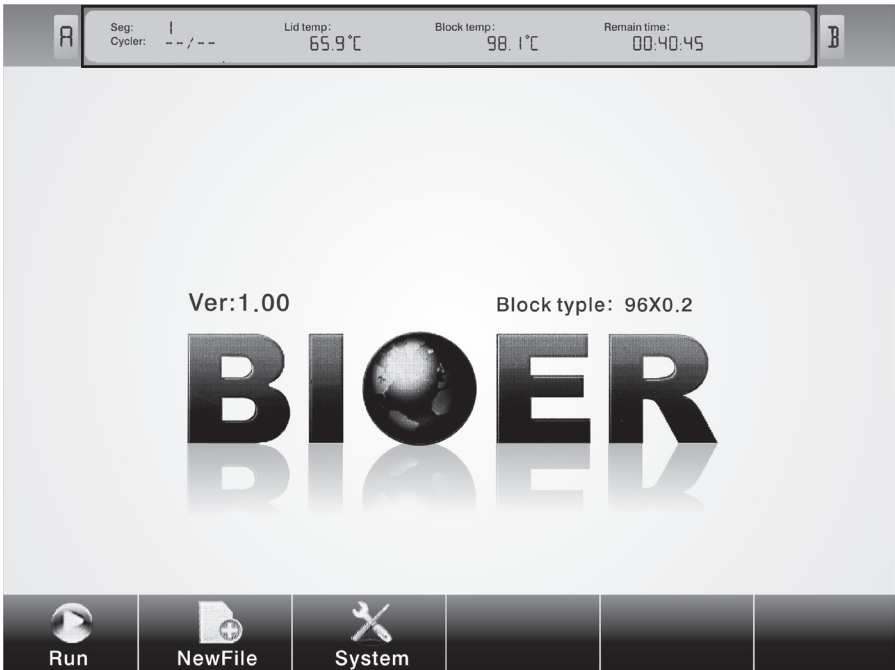 A
Seg: 1
Cycler: --/--
Lid temp: 65.9°C
Block temp: 98.1°C
Remain time: 00:40:45
B
Ver:1.00
Block typle: 96X0.2
BIOER
Run
NewFile
System